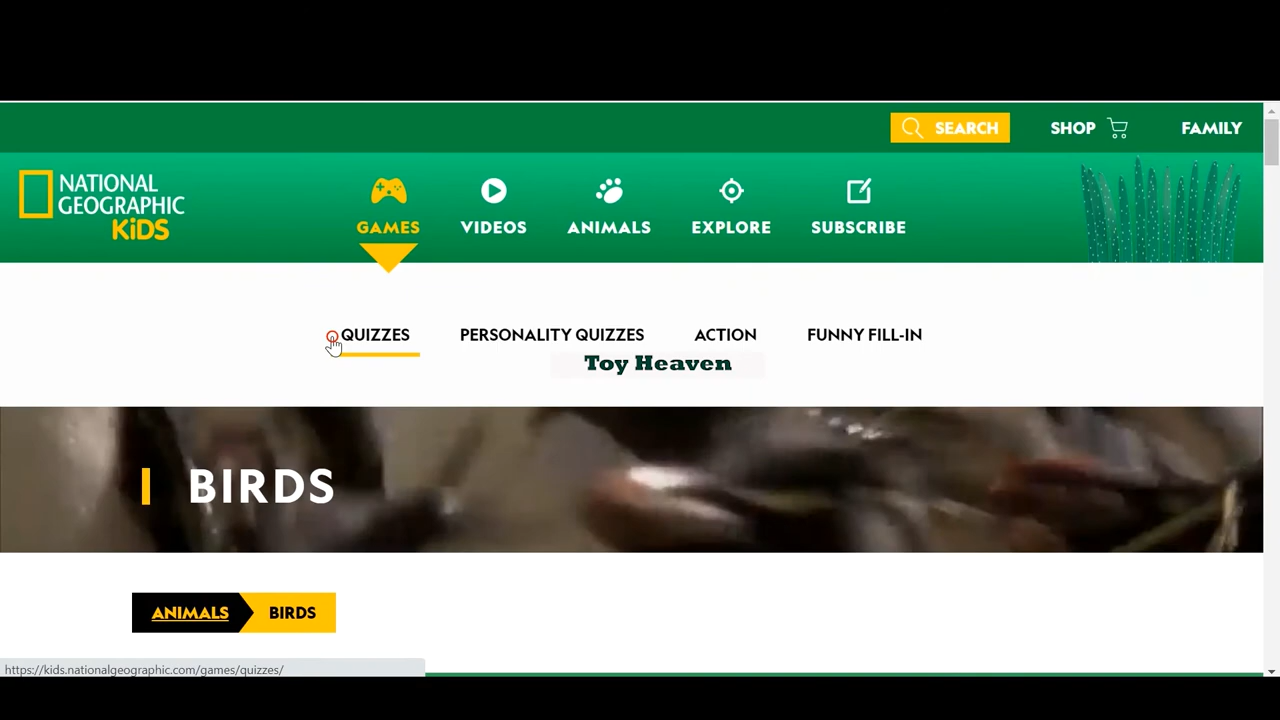 SEARCH SHOP FAMILY
NATIONAL
GEOGRAPHIC
KiDS
GAMES VIDEOS ANIMALS EXPLORE SUBSCRIBE
QUIZZES PERSONALITY QUIZZES ACTION FUNNY FILL-IN
Toy Heaven
BIRDS
ANIMALS BIRDS
https://kids.nationalgeographic.com/games/quizzes/